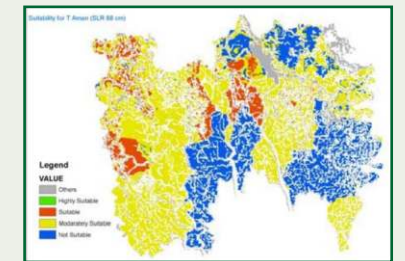 Suitability for T Aman (SLR 88 cm)
Legend
VALUE
Others
Highly Suitable
Suitable
Moderately Suitable
Not Suitable